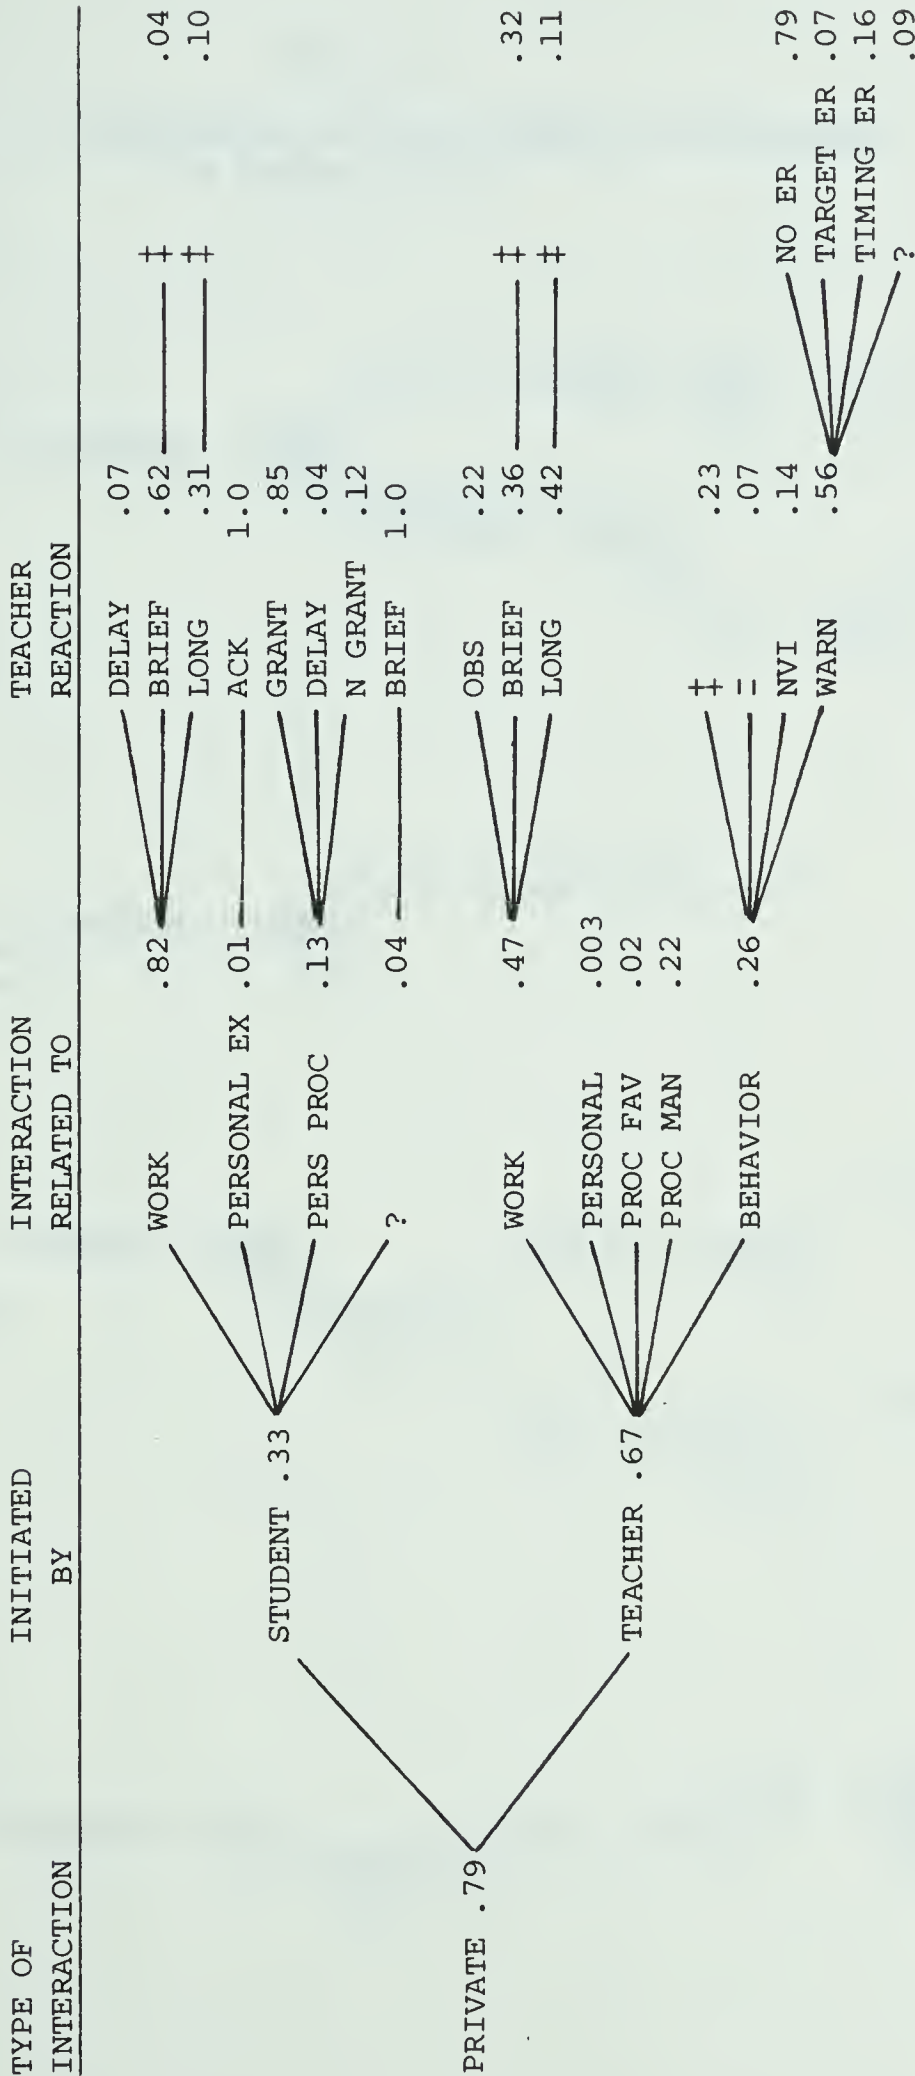 TYPE OF INITIATED INTERACTION TEACHER
INTERACTION BY RELATED TO REACTION
DELAY .07
WORK .82 BRIEF .62 ‡ .04
LONG .31 ‡ .10
PERSONAL EX .01 ACK 1.0
STUDENT .33 GRANT .85
PERS PROC .13 DELAY .04
N GRANT .12
? .04 BRIEF 1.0
PRIVATE .79 OBS .22
WORK .47 BRIEF .36 ‡ .32
LONG .42 ‡ .11
PERSONAL .003
TEACHER .67 PROC FAV .02
PROC MAN .22
‡ .23
BEHAVIOR .26 = .07
NVI .14 NO ER .79
WARN .56 TARGET ER .07
TIMING ER .16
? .09